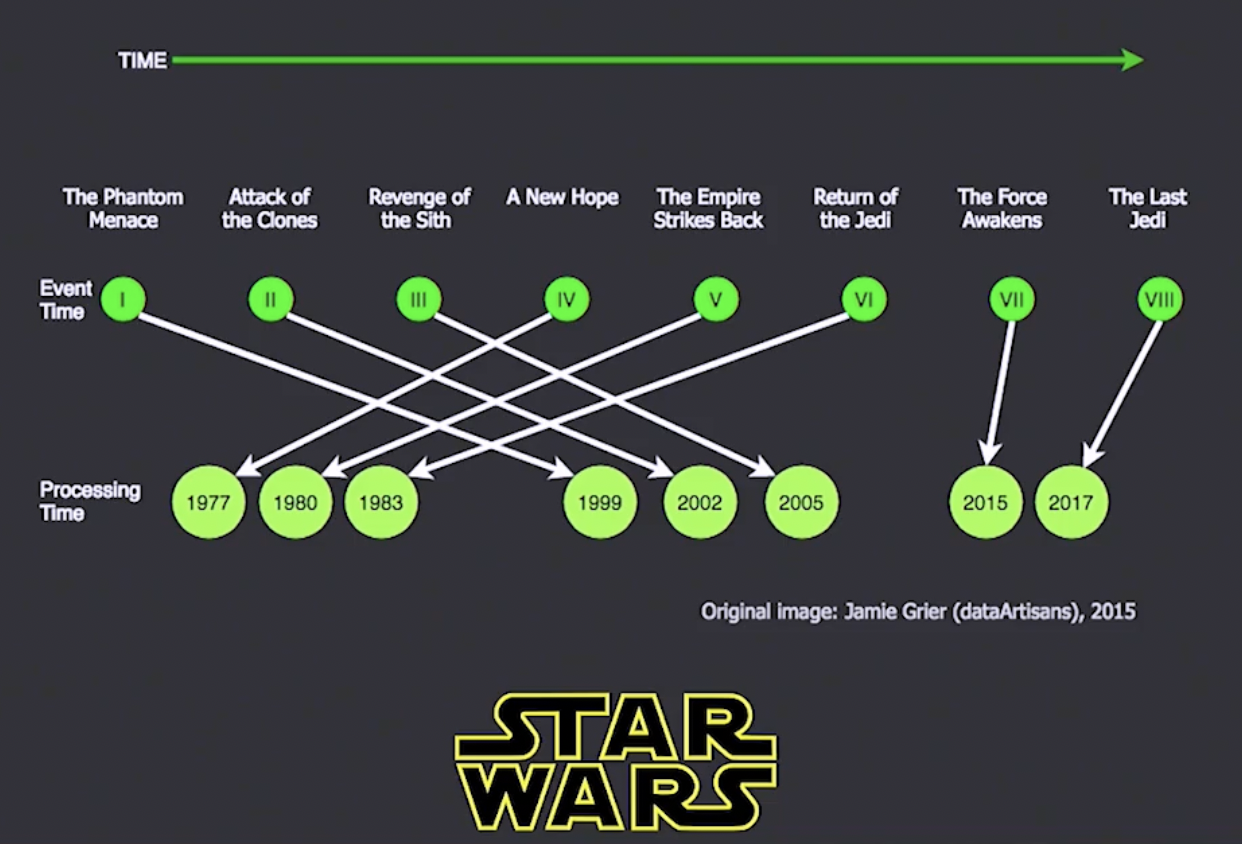 TIME
The Phantom
Menace
Attack of
the Clones
Revenge of
the Sith
A New Hope
The Empire
Strikes Back
Return of
the Jedi
The Force
Awakens
The Last
Jedi
Event
Time
I
II
III
IV
V
VI
VII
VIII
Processing
Time
1977
1980
1983
1999
2002
2005
2015
2017
Original image: Jamie Grier (dataArtisans), 2015
STAR
WARS